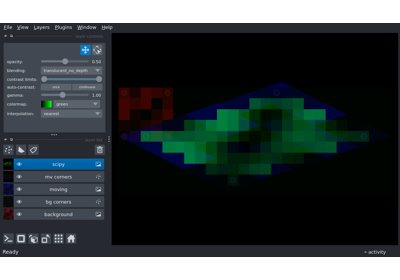 File View Layers Plugins Window Help
opacity: 0.50
blending: translucent_no_depth
contrast limits:
auto-contrast: once continuous
gamma: 1.00
colormap: green
interpolation: nearest
scipy
mv corners
moving
bg corners
background
Ready
activity